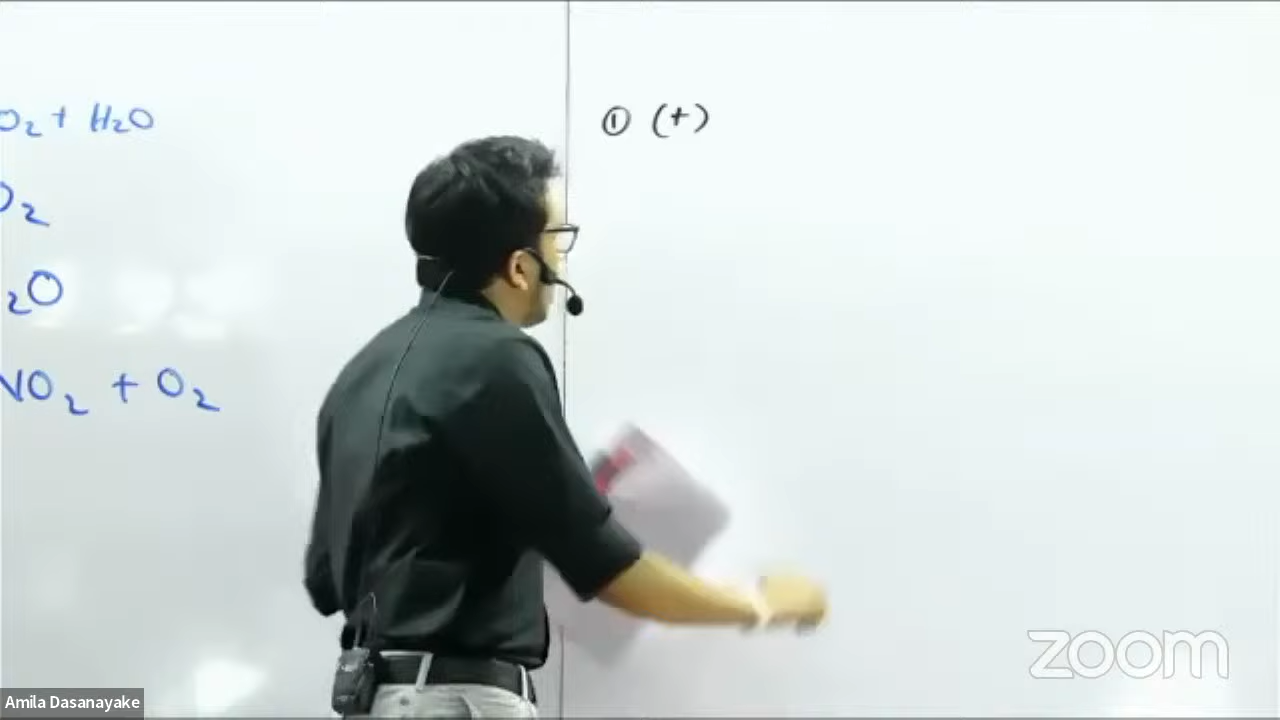 O₂ + H₂O
O₂
₂O
NO₂ + O₂
① (+)
zoom
Amila Dasanayake